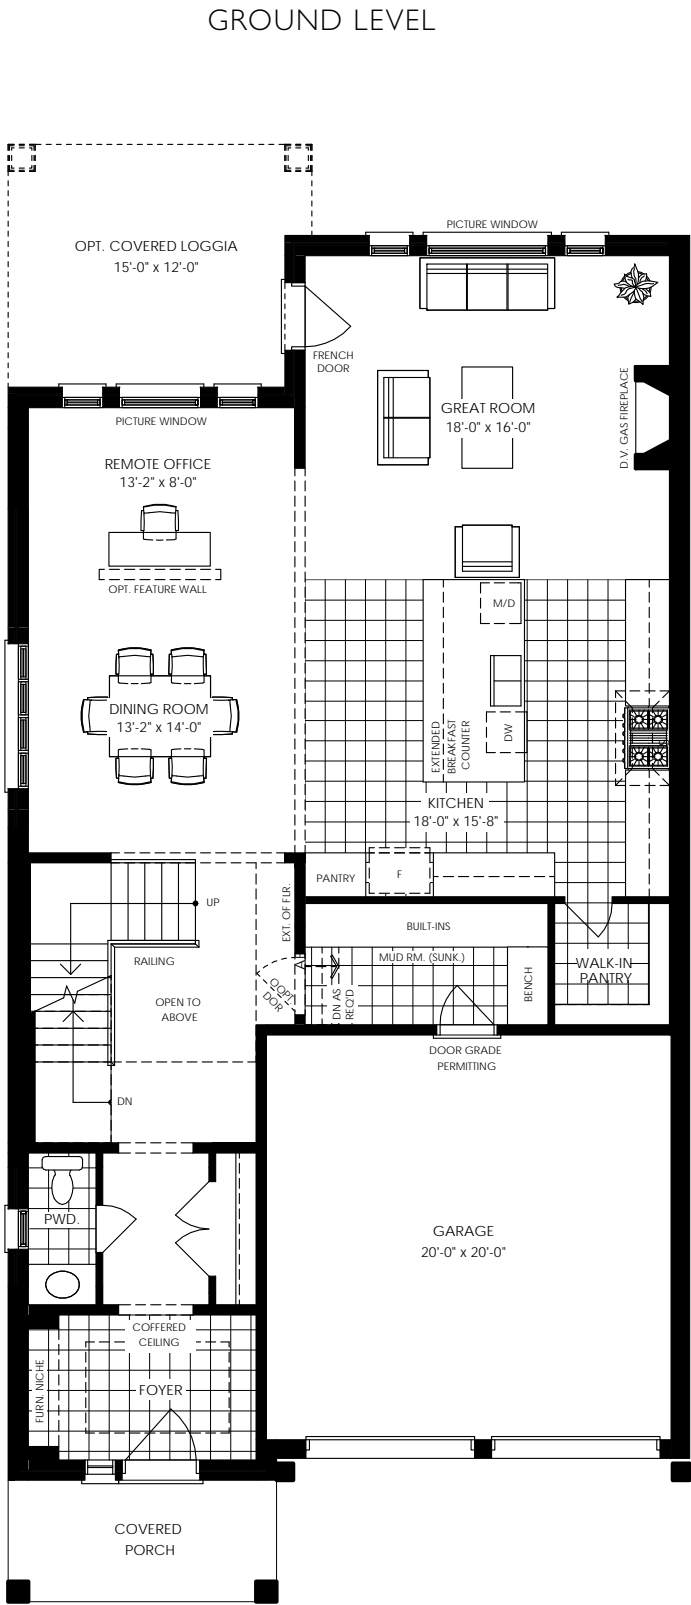 GROUND LEVEL
PICTURE WINDOW
OPT. COVERED LOGGIA
15'-0" x 12'-0"
FRENCH
DOOR
D.V. GAS FIREPLACE
GREAT ROOM
18'-0" x 16'-0"
PICTURE WINDOW
REMOTE OFFICE
13'-2" x 8'-0"
OPT. FEATURE WALL
M/D
DINING ROOM
13'-2" x 14'-0"
DW
EXTENDED
BREAKFAST
COUNTER
KITCHEN
18'-0" x 15'-8"
PANTRY
F
UP
EXT. OF FLR.
BUILT-INS
RAILING
MUD RM. (SUNK.)
WALK-IN
PANTRY
BENCH
OPEN TO
ABOVE
OOPT.
DOR
DN AS
REQ'D
DOOR GRADE
PERMITTING
DN
PWD.
GARAGE
20'-0" x 20'-0"
COFFERED
CEILING
FURN. NICHE
FOYER
COVERED
PORCH